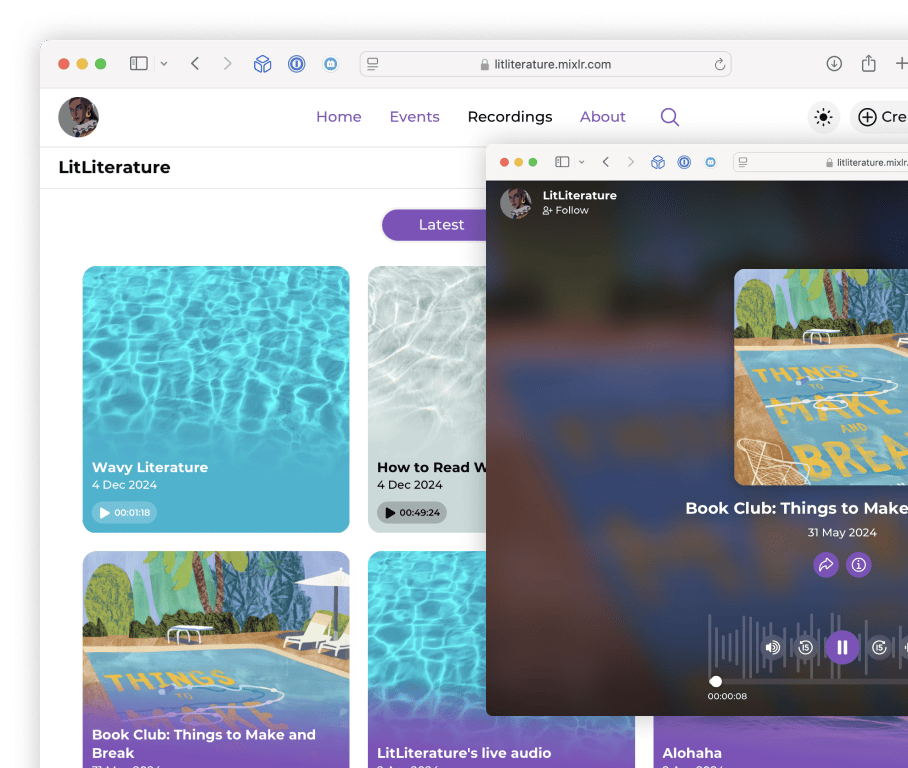 litliterature.mixlr.com
Home Events Recordings About
Cre
LitLiterature
Latest
Wavy Literature
4 Dec 2024
00:01:18
How to Read W
4 Dec 2024
00:49:24
THINGS
TO
MAKE
Book Club: Things to Make and
Break
31 May 2024
LitLiterature's live audio
Alohaha
litliterature.mixlr.
LitLiterature
Follow
THINGS
TO
MAKE
AND
BREA
Book Club: Things to Make
31 May 2024
15
15
00:00:08